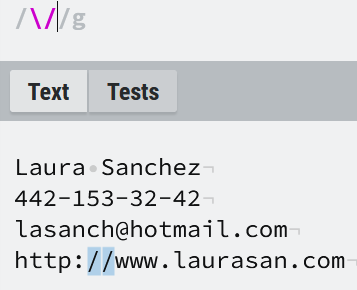 /\//g
Text Tests
Laura·Sanchez¬
442-153-32-42¬
lasanch@hotmail.com¬
http://www.laurasan.com¬